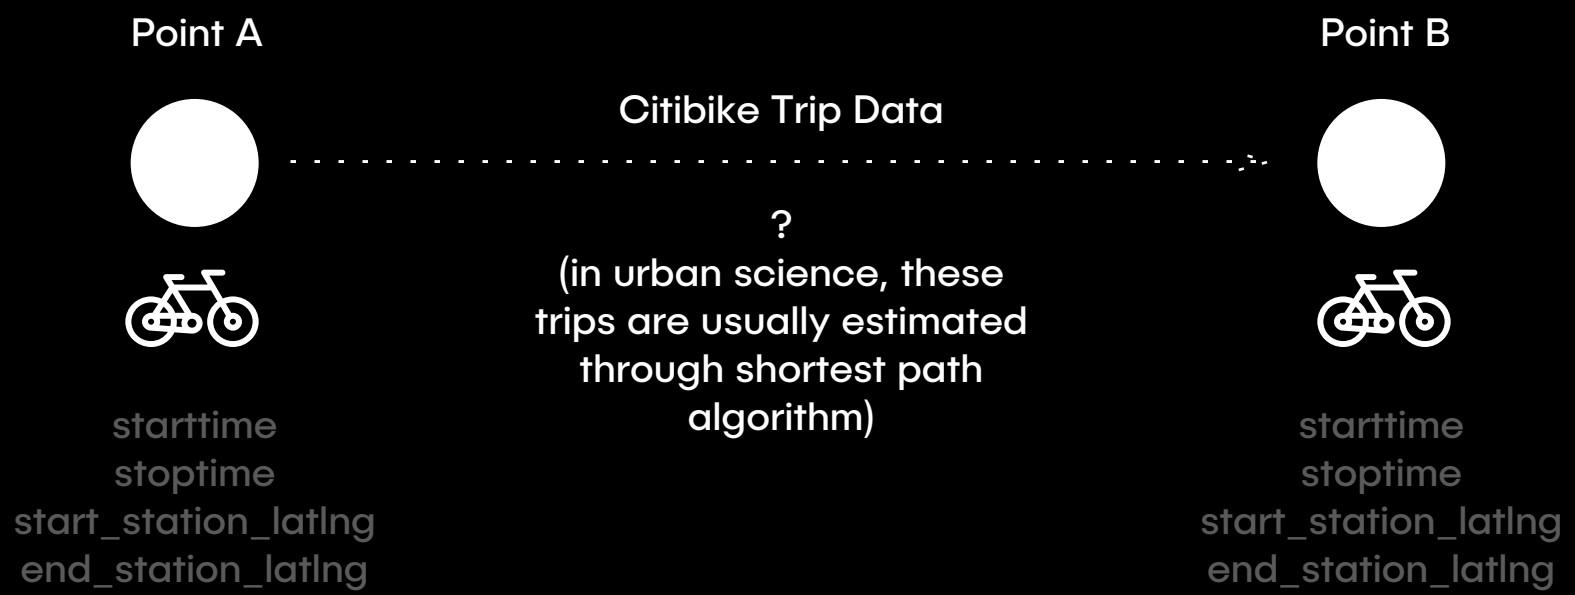 Point A
Point B
Citibike Trip Data
?
(in urban science, these
trips are usually estimated
through shortest path
algorithm)
starttime
stoptime
start_station_latlng
end_station_latlng
starttime
stoptime
start_station_latlng
end_station_latlng